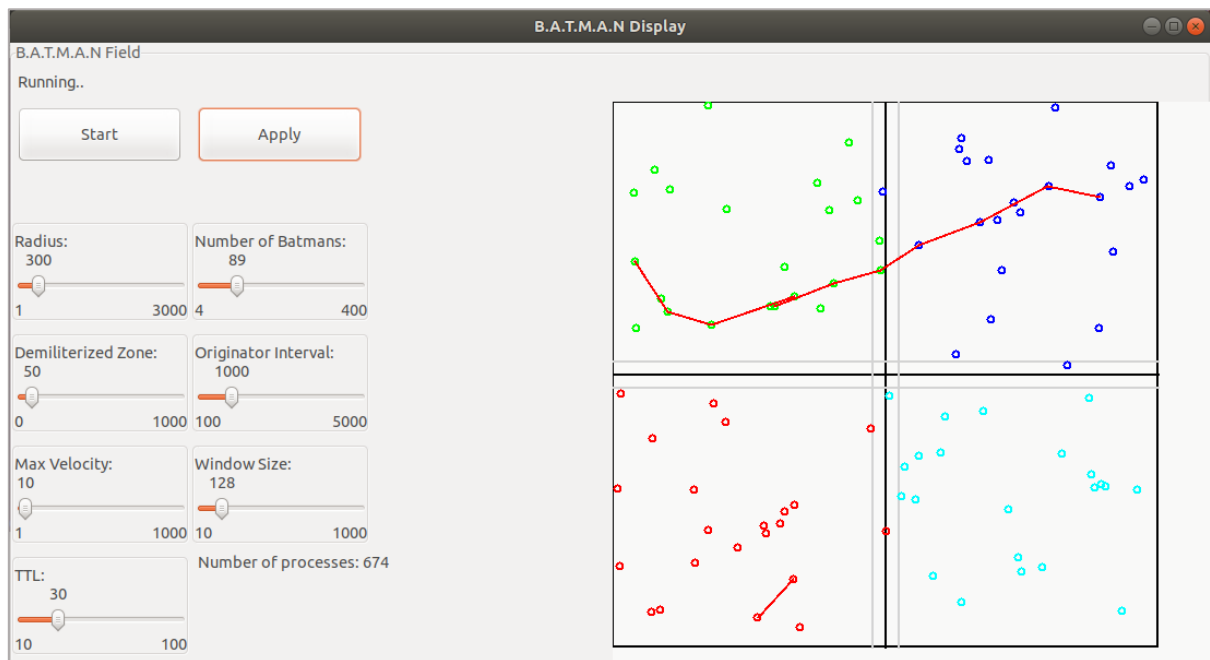 B.A.T.M.A.N Display
B.A.T.M.A.N Field
Running..
Start
Apply
Radius:
300
1 3000
Number of Batmans:
89
4 400
Demiliterized Zone:
50
0 1000
Originator Interval:
1000
100 5000
Max Velocity:
10
1 1000
Window Size:
128
10 1000
TTL:
30
10 100
Number of processes: 674